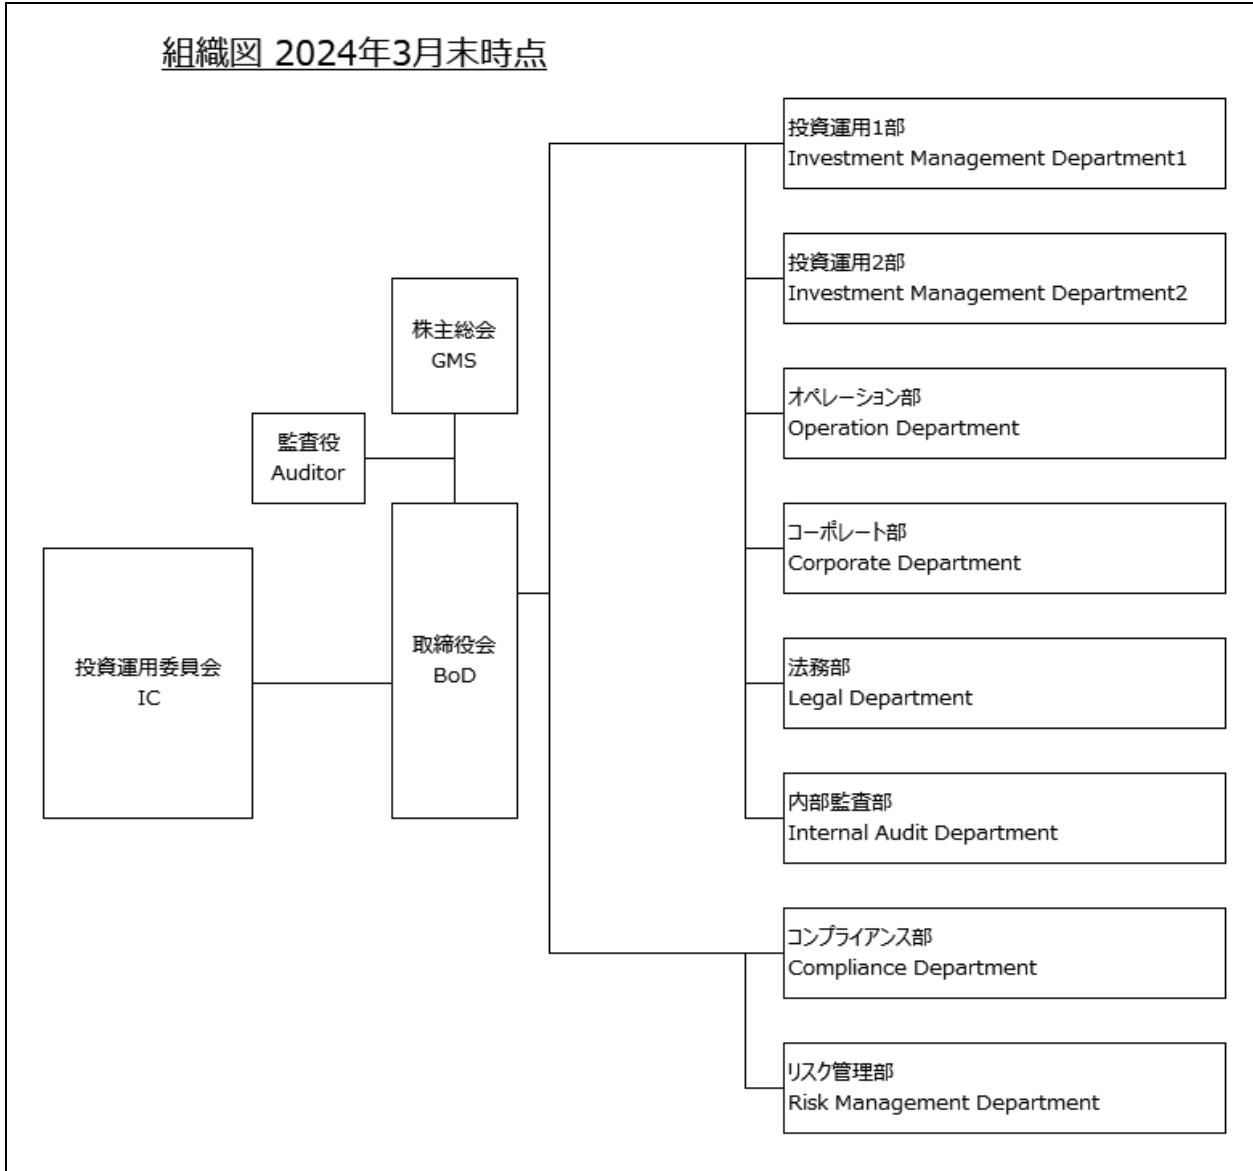 組織図 2024年3月末時点
株主総会
GMS
監査役
Auditor
投資運用委員会
IC
取締役会
BoD
投資運用1部
Investment Management Department1
投資運用2部
Investment Management Department2
オペレーション部
Operation Department
コーポレート部
Corporate Department
法務部
Legal Department
内部監査部
Internal Audit Department
コンプライアンス部
Compliance Department
リスク管理部
Risk Management Department